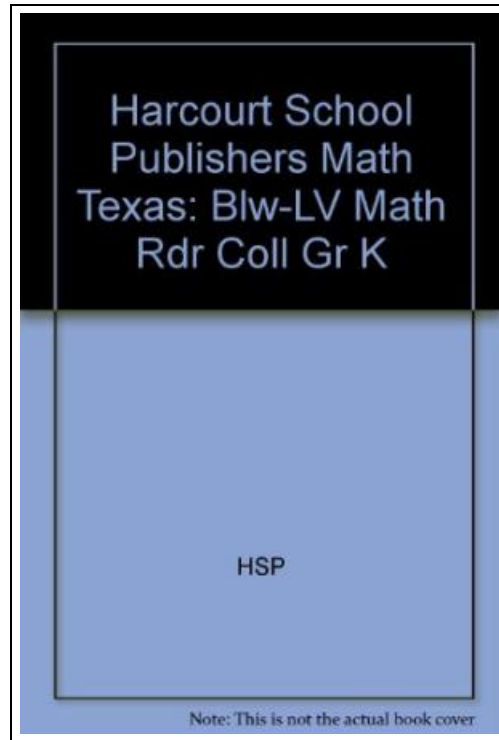 Harcourt School
Publishers Math
Texas: Blw-LV Math
Rdr Coll Gr K
HSP
Note: This is not the actual book cover